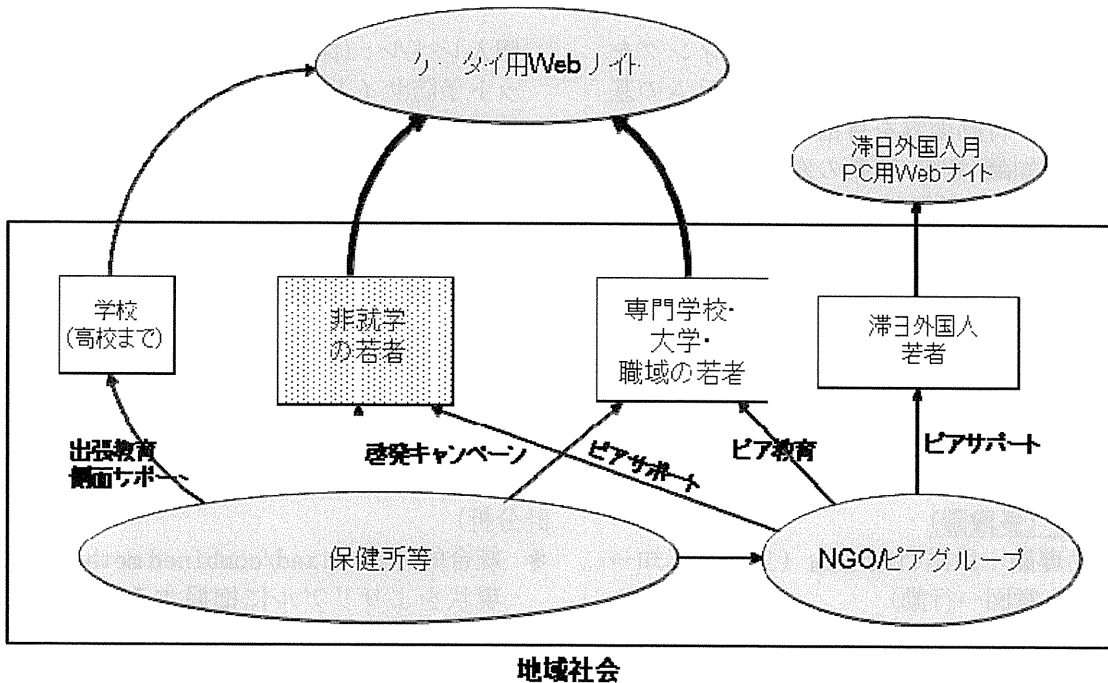 ケータイ用Webサイト
滞日外国人用
PC用Webサイト
学校
(高校まで)
非就学
の若者
専門学校・
大学・
職域の若者
滞日外国人
若者
出張教育
側面サポート
啓発キャンペーン
ピアサポート
ピア教育
ピアサポート
保健所等
NGO/ピアグループ
地域社会